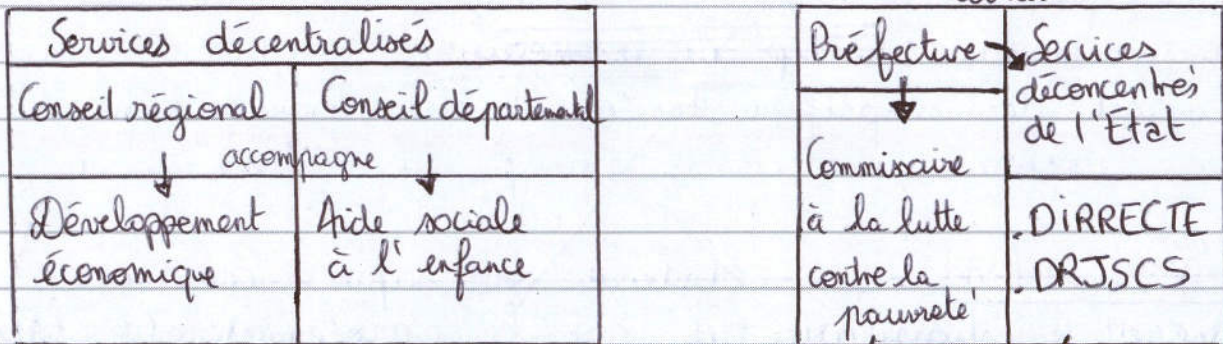 Services décentralisés
Conseil régional
Conseil départemental
accompagne
Développement
économique
Aide sociale
à l'enfance
Préfecture
Commissaire
à la lutte
contre la
pauvreté
Services
déconcentrés
de l'Etat
. DIRRECTE
. DRJSCS